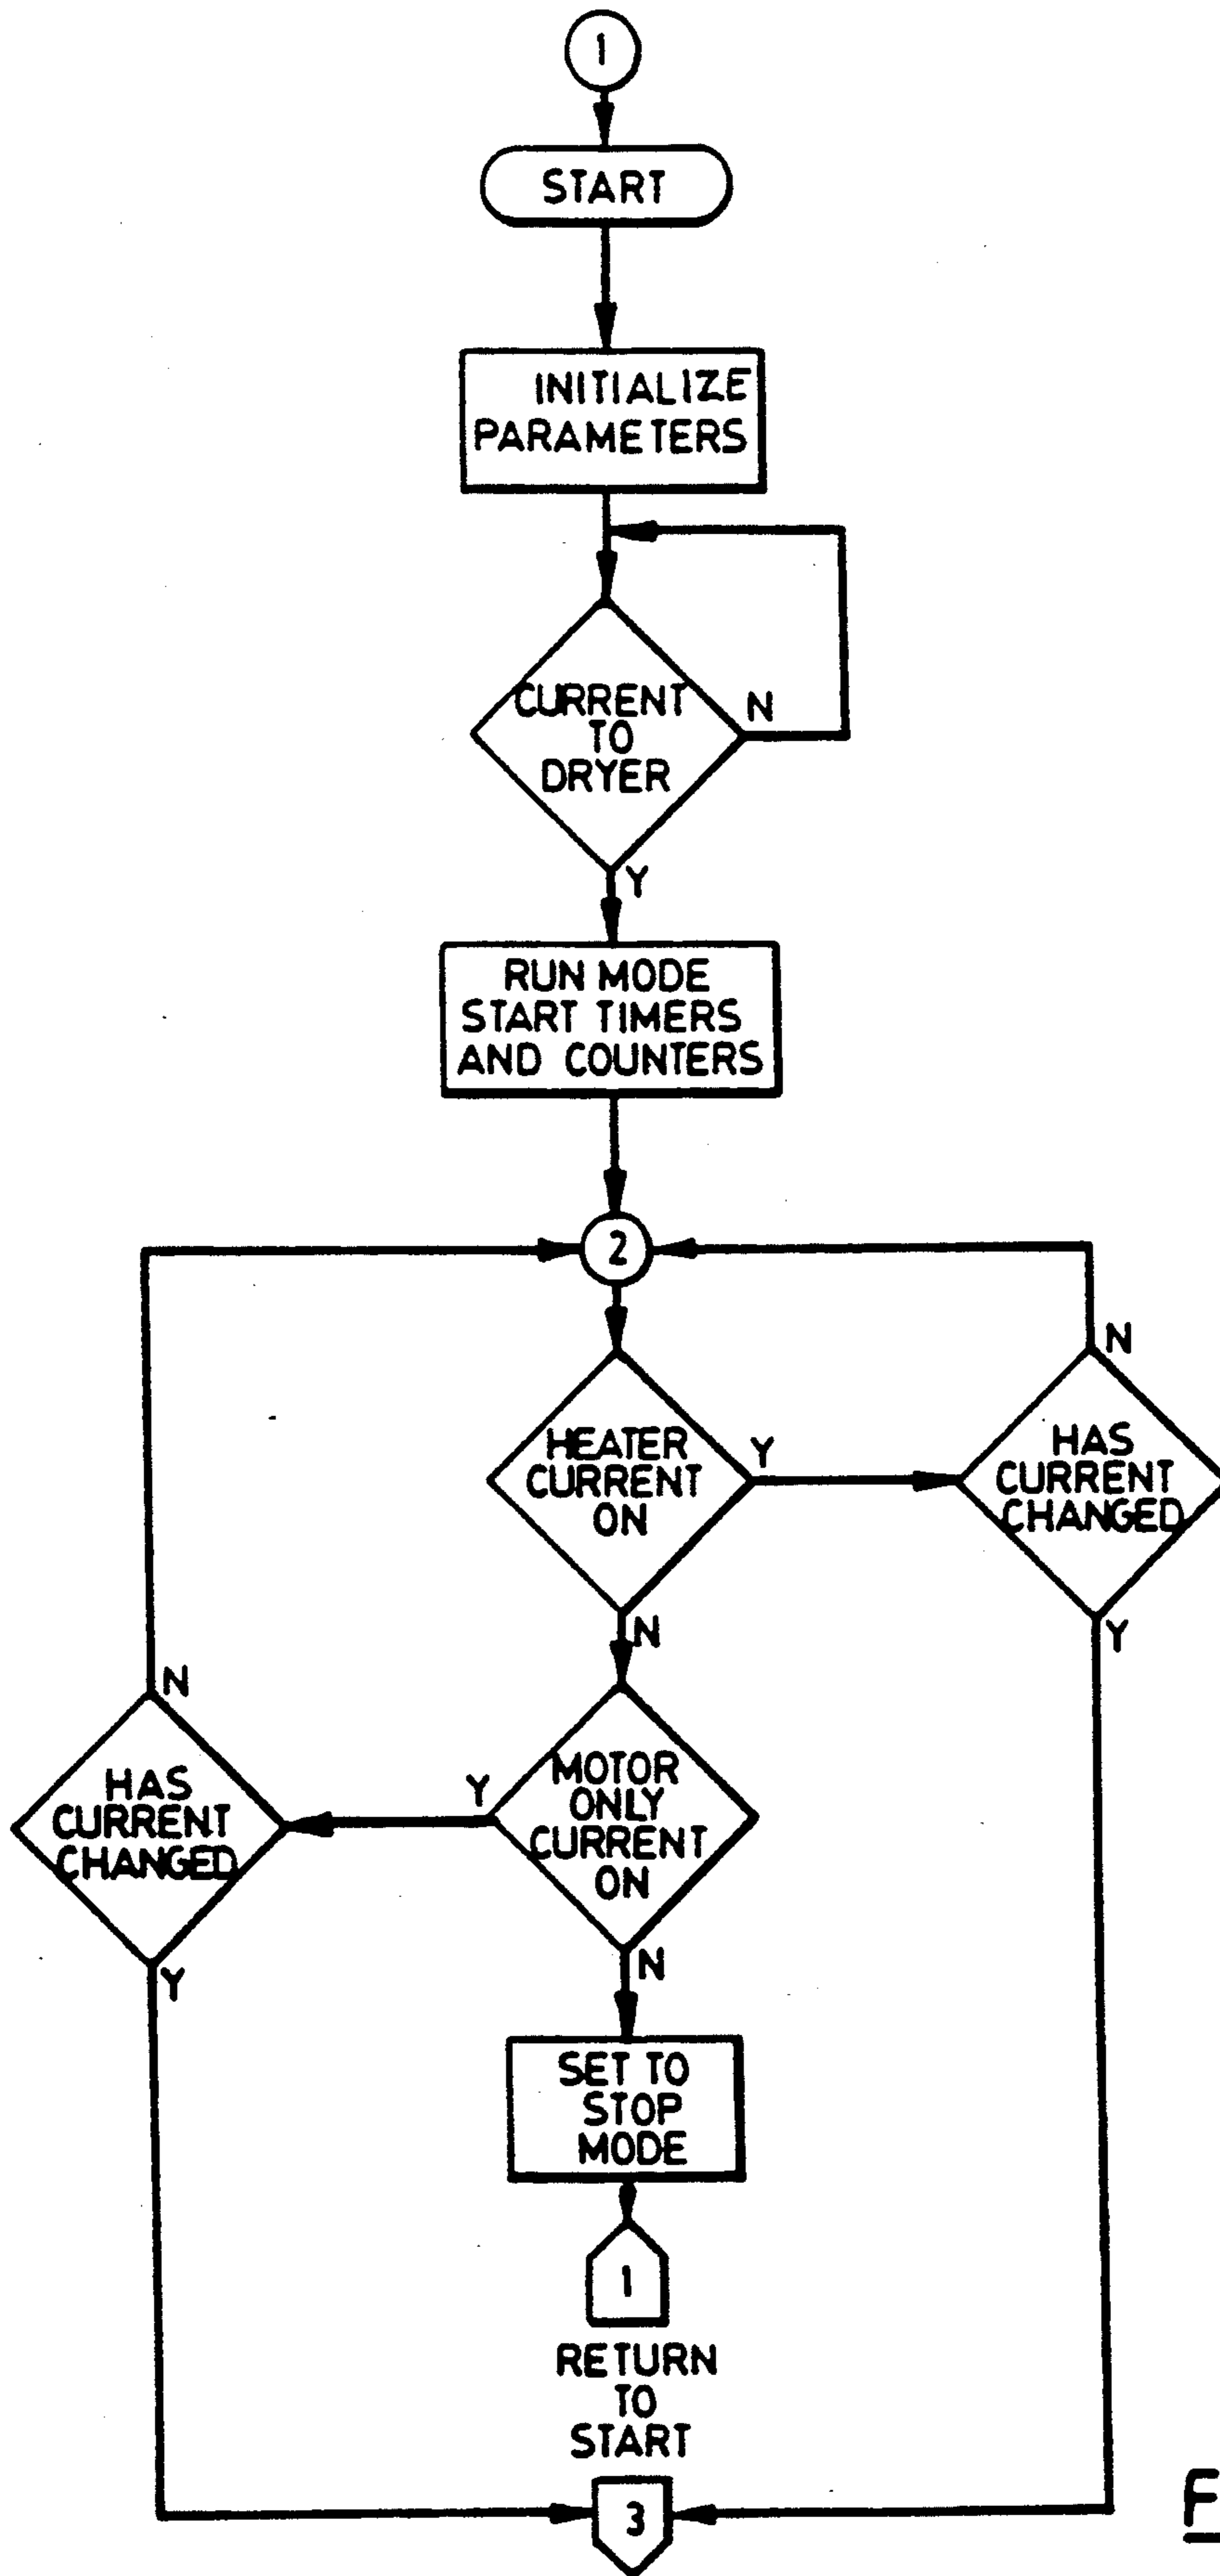 1
START
INITIALIZE
PARAMETERS
CURRENT
TO
DRYER
N
Y
RUN MODE
START TIMERS
AND COUNTERS
2
HEATER
CURRENT
ON
Y
N
HAS
CURRENT
CHANGED
N
Y
MOTOR
ONLY
CURRENT
ON
Y
N
HAS
CURRENT
CHANGED
N
Y
SET TO
STOP
MODE
1
RETURN
TO
START
3
F